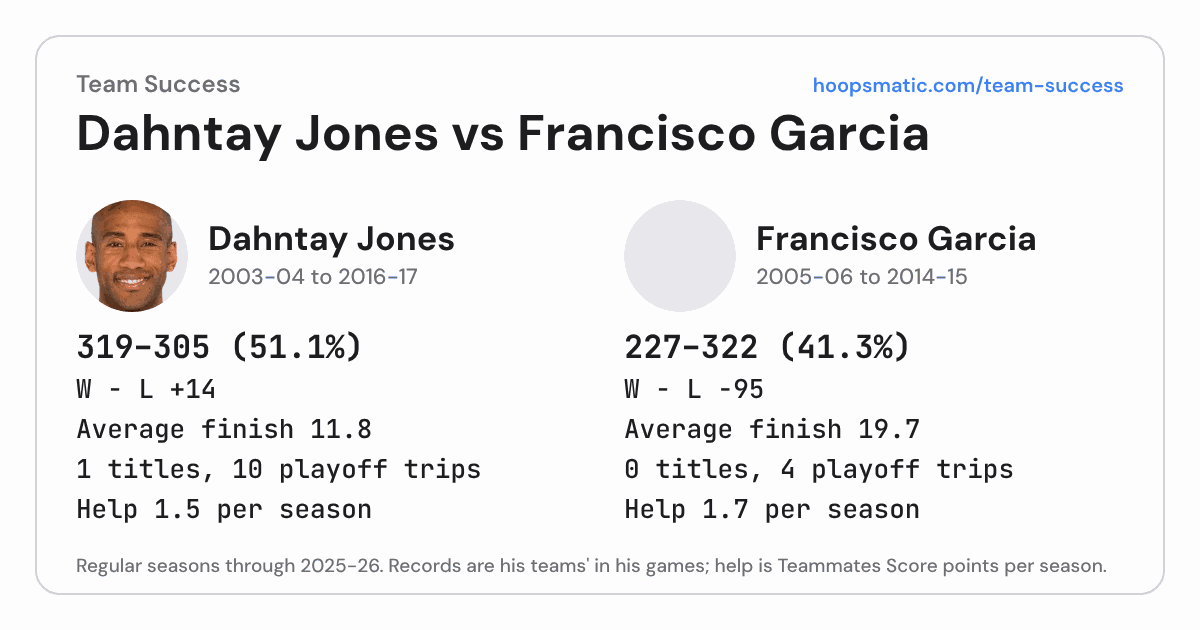 Team Success
hoopsmatic.com/team-success
Dahntay Jones vs Francisco Garcia
Dahntay Jones
2003-04 to 2016-17
319-305 (51.1%)
W - L +14
Average finish 11.8
1 titles, 10 playoff trips
Help 1.5 per season
Francisco Garcia
2005-06 to 2014-15
227-322 (41.3%)
W - L -95
Average finish 19.7
0 titles, 4 playoff trips
Help 1.7 per season
Regular seasons through 2025-26. Records are his teams' in his games; help is Teammates Score points per season.